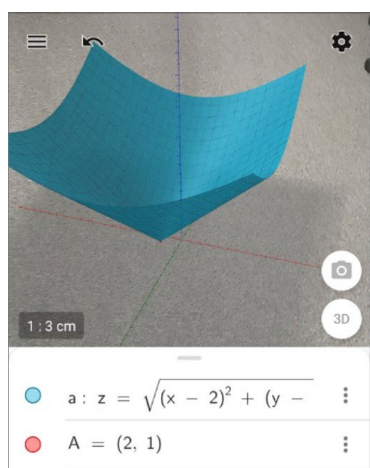 1 : 3 cm
3D
a : z = √(x − 2)² + (y −
A = (2, 1)